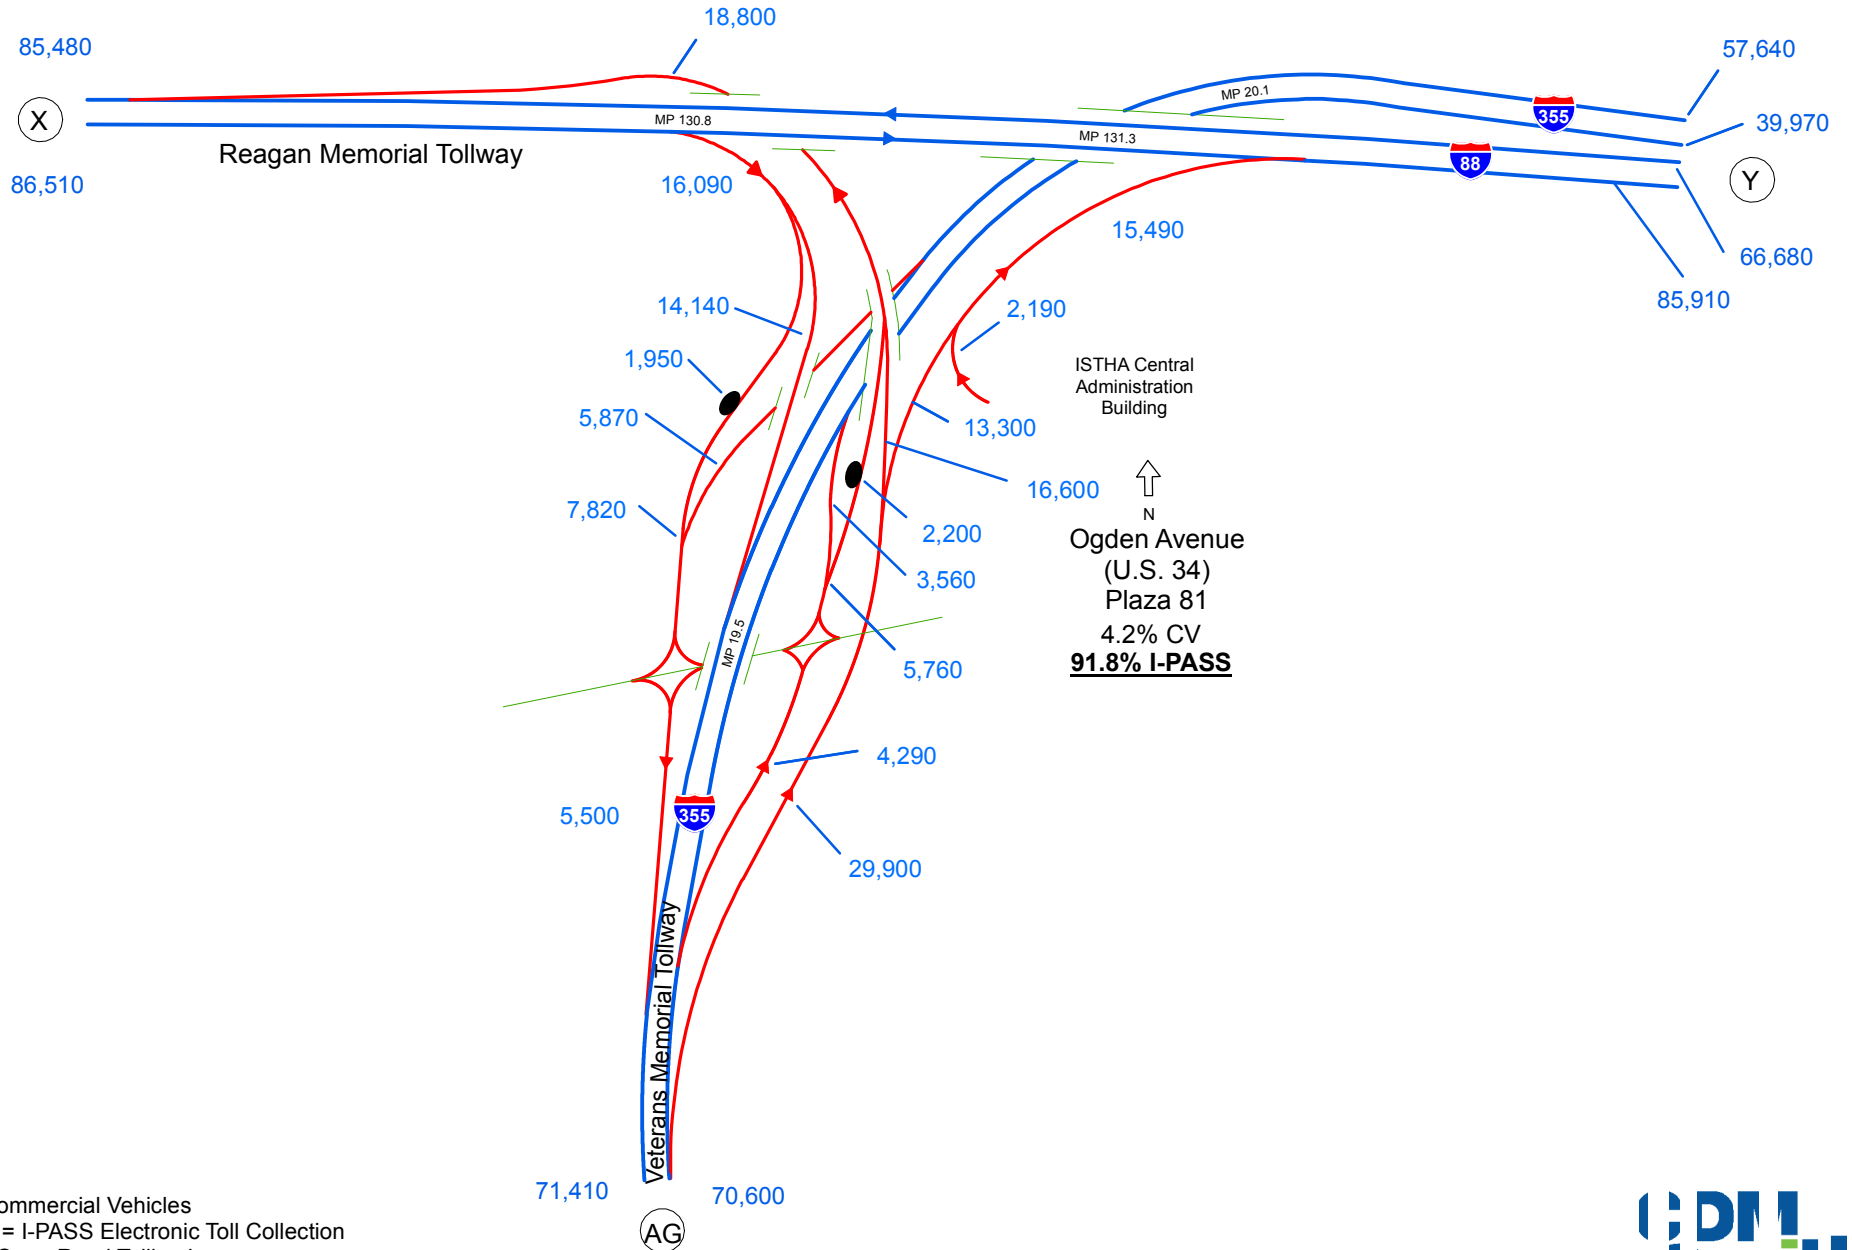 18,800
85,480
57,640
MP 20.1
355
39,970
X
MP 130.8
MP 131.3
Reagan Memorial Tollway
88
86,510
16,090
Y
15,490
66,680
85,910
14,140
2,190
1,950
ISTHA Central
Administration
Building
5,870
13,300
16,600
7,820
N
2,200
Ogden Avenue
(U.S. 34)
3,560
Plaza 81
4.2% CV
91.8% I-PASS
MP 19.5
5,760
4,290
5,500
355
29,900
Veterans Memorial Tollway
71,410
70,600
AG
ommercial Vehicles
= I-PASS Electronic Toll Collection